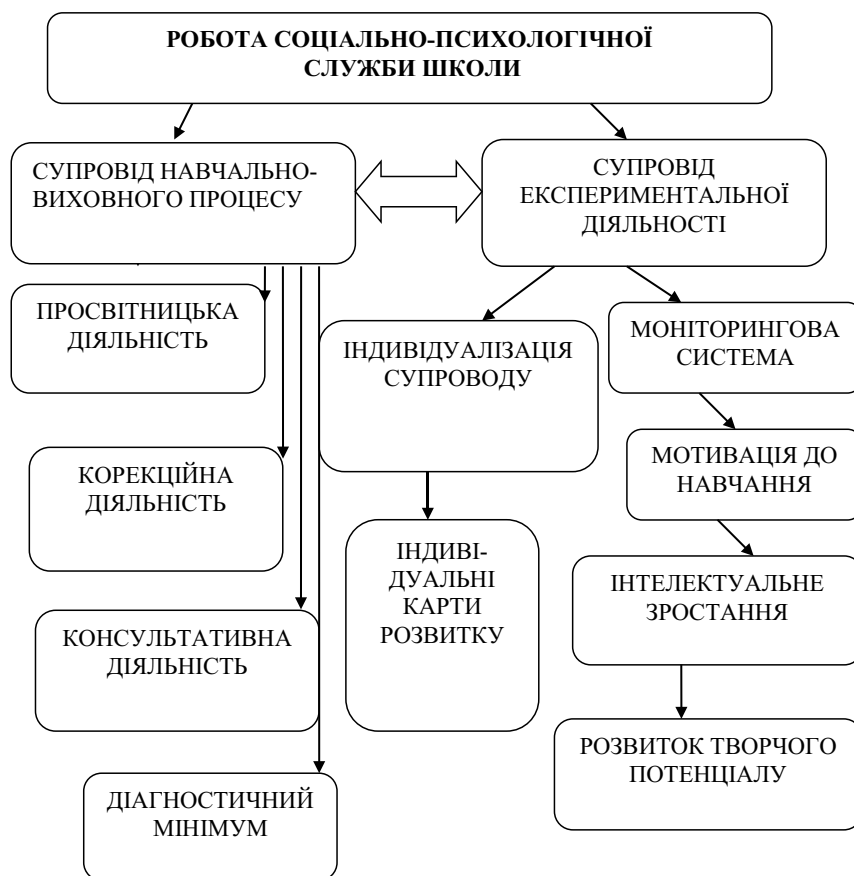 РОБОТА СОЦІАЛЬНО-ПСИХОЛОГІЧНОЇ
СЛУЖБИ ШКОЛИ
СУПРОВІД НАВЧАЛЬНО-
ВИХОВНОГО ПРОЦЕСУ
СУПРОВІД
ЕКСПЕРИМЕНТАЛЬНОЇ
ДІЯЛЬНОСТІ
ПРОСВІТНИЦЬКА
ДІЯЛЬНІСТЬ
КОРЕКЦІЙНА
ДІЯЛЬНІСТЬ
КОНСУЛЬТАТИВНА
ДІЯЛЬНІСТЬ
ДІАГНОСТИЧНИЙ
МІНІМУМ
ІНДИВІДУАЛІЗАЦІЯ
СУПРОВОДУ
ІНДИВІ-
ДУАЛЬНІ
КАРТИ
РОЗВИТКУ
МОНІТОРИНГОВА
СИСТЕМА
МОТИВАЦІЯ ДО
НАВЧАННЯ
ІНТЕЛЕКТУАЛЬНЕ
ЗРОСТАННЯ
РОЗВИТОК ТВОРЧОГО
ПОТЕНЦІАЛУ